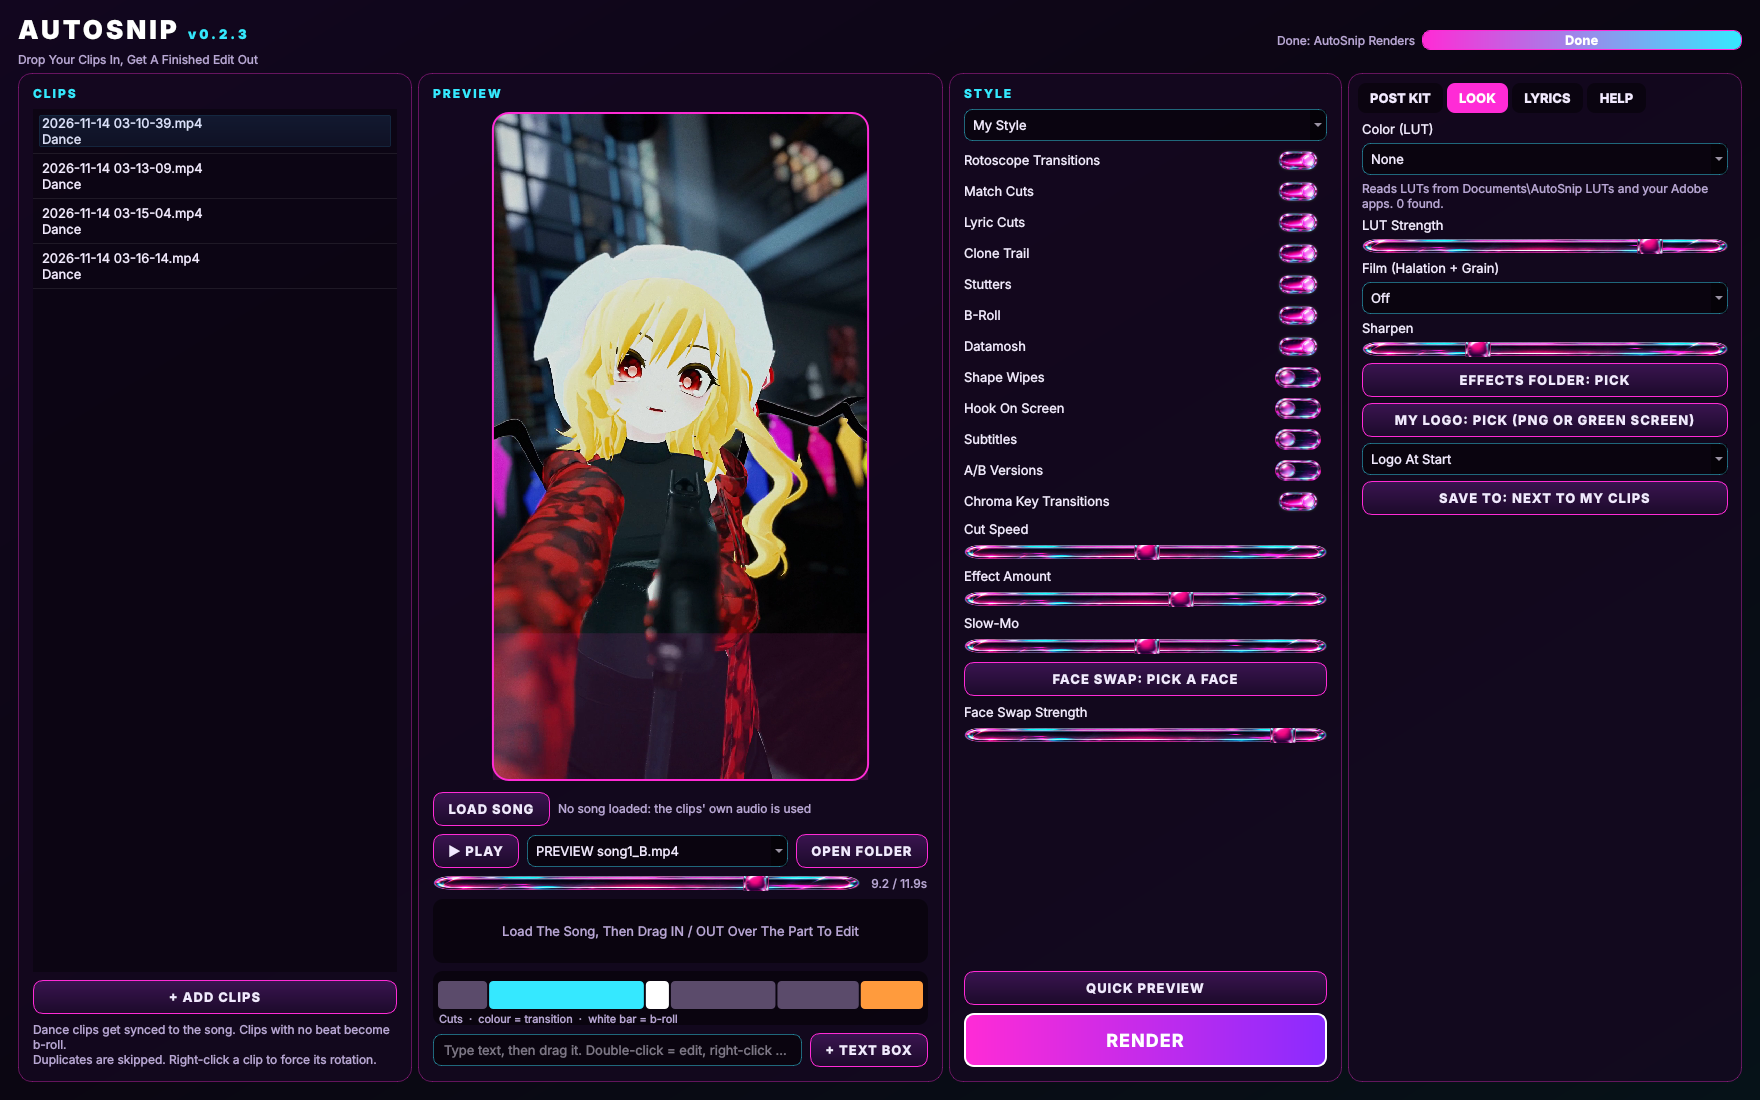 AUTOSNIP v0.2.3
Drop Your Clips In, Get A Finished Edit Out
Done: AutoSnip Renders
Done
CLIPS
2026-11-14 03-10-39.mp4
Dance
2026-11-14 03-13-09.mp4
Dance
2026-11-14 03-15-04.mp4
Dance
2026-11-14 03-16-14.mp4
Dance
+ ADD CLIPS
Dance clips get synced to the song. Clips with no beat become
b-roll.
Duplicates are skipped. Right-click a clip to force its rotation.
PREVIEW
LOAD SONG
No song loaded: the clips' own audio is used
▶ PLAY
PREVIEW song1_B.mp4
OPEN FOLDER
9.2 / 11.9s
Load The Song, Then Drag IN / OUT Over The Part To Edit
Cuts · colour = transition · white bar = b-roll
Type text, then drag it. Double-click = edit, right-click ...
+ TEXT BOX
STYLE
My Style
Rotoscope Transitions
Match Cuts
Lyric Cuts
Clone Trail
Stutters
B-Roll
Datamosh
Shape Wipes
Hook On Screen
Subtitles
A/B Versions
Chroma Key Transitions
Cut Speed
Effect Amount
Slow-Mo
FACE SWAP: PICK A FACE
Face Swap Strength
QUICK PREVIEW
RENDER
POST KIT
LOOK
LYRICS
HELP
Color (LUT)
None
Reads LUTs from Documents\AutoSnip LUTs and your Adobe
apps. 0 found.
LUT Strength
Film (Halation + Grain)
Off
Sharpen
EFFECTS FOLDER: PICK
MY LOGO: PICK (PNG OR GREEN SCREEN)
Logo At Start
SAVE TO: NEXT TO MY CLIPS